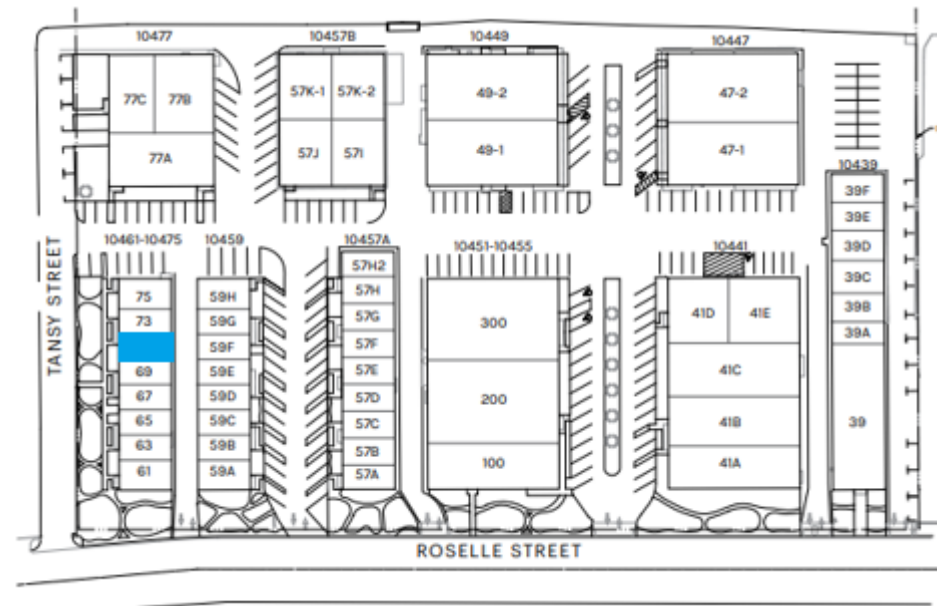 10477
10457B
10449
10447
77C
77B
77A
57K-1
57K-2
57J
57I
49-2
49-1
47-2
47-1
10439
39F
39E
39D
39C
39B
39A
39
TANSY STREET
10461-10475
75
73
69
67
65
63
61
10459
59H
59G
59F
59E
59D
59C
59B
59A
10457A
57H2
57H
57G
57F
57E
57D
57C
57B
57A
10451-10455
300
200
100
10441
41D
41E
41C
41B
41A
ROSELLE STREET